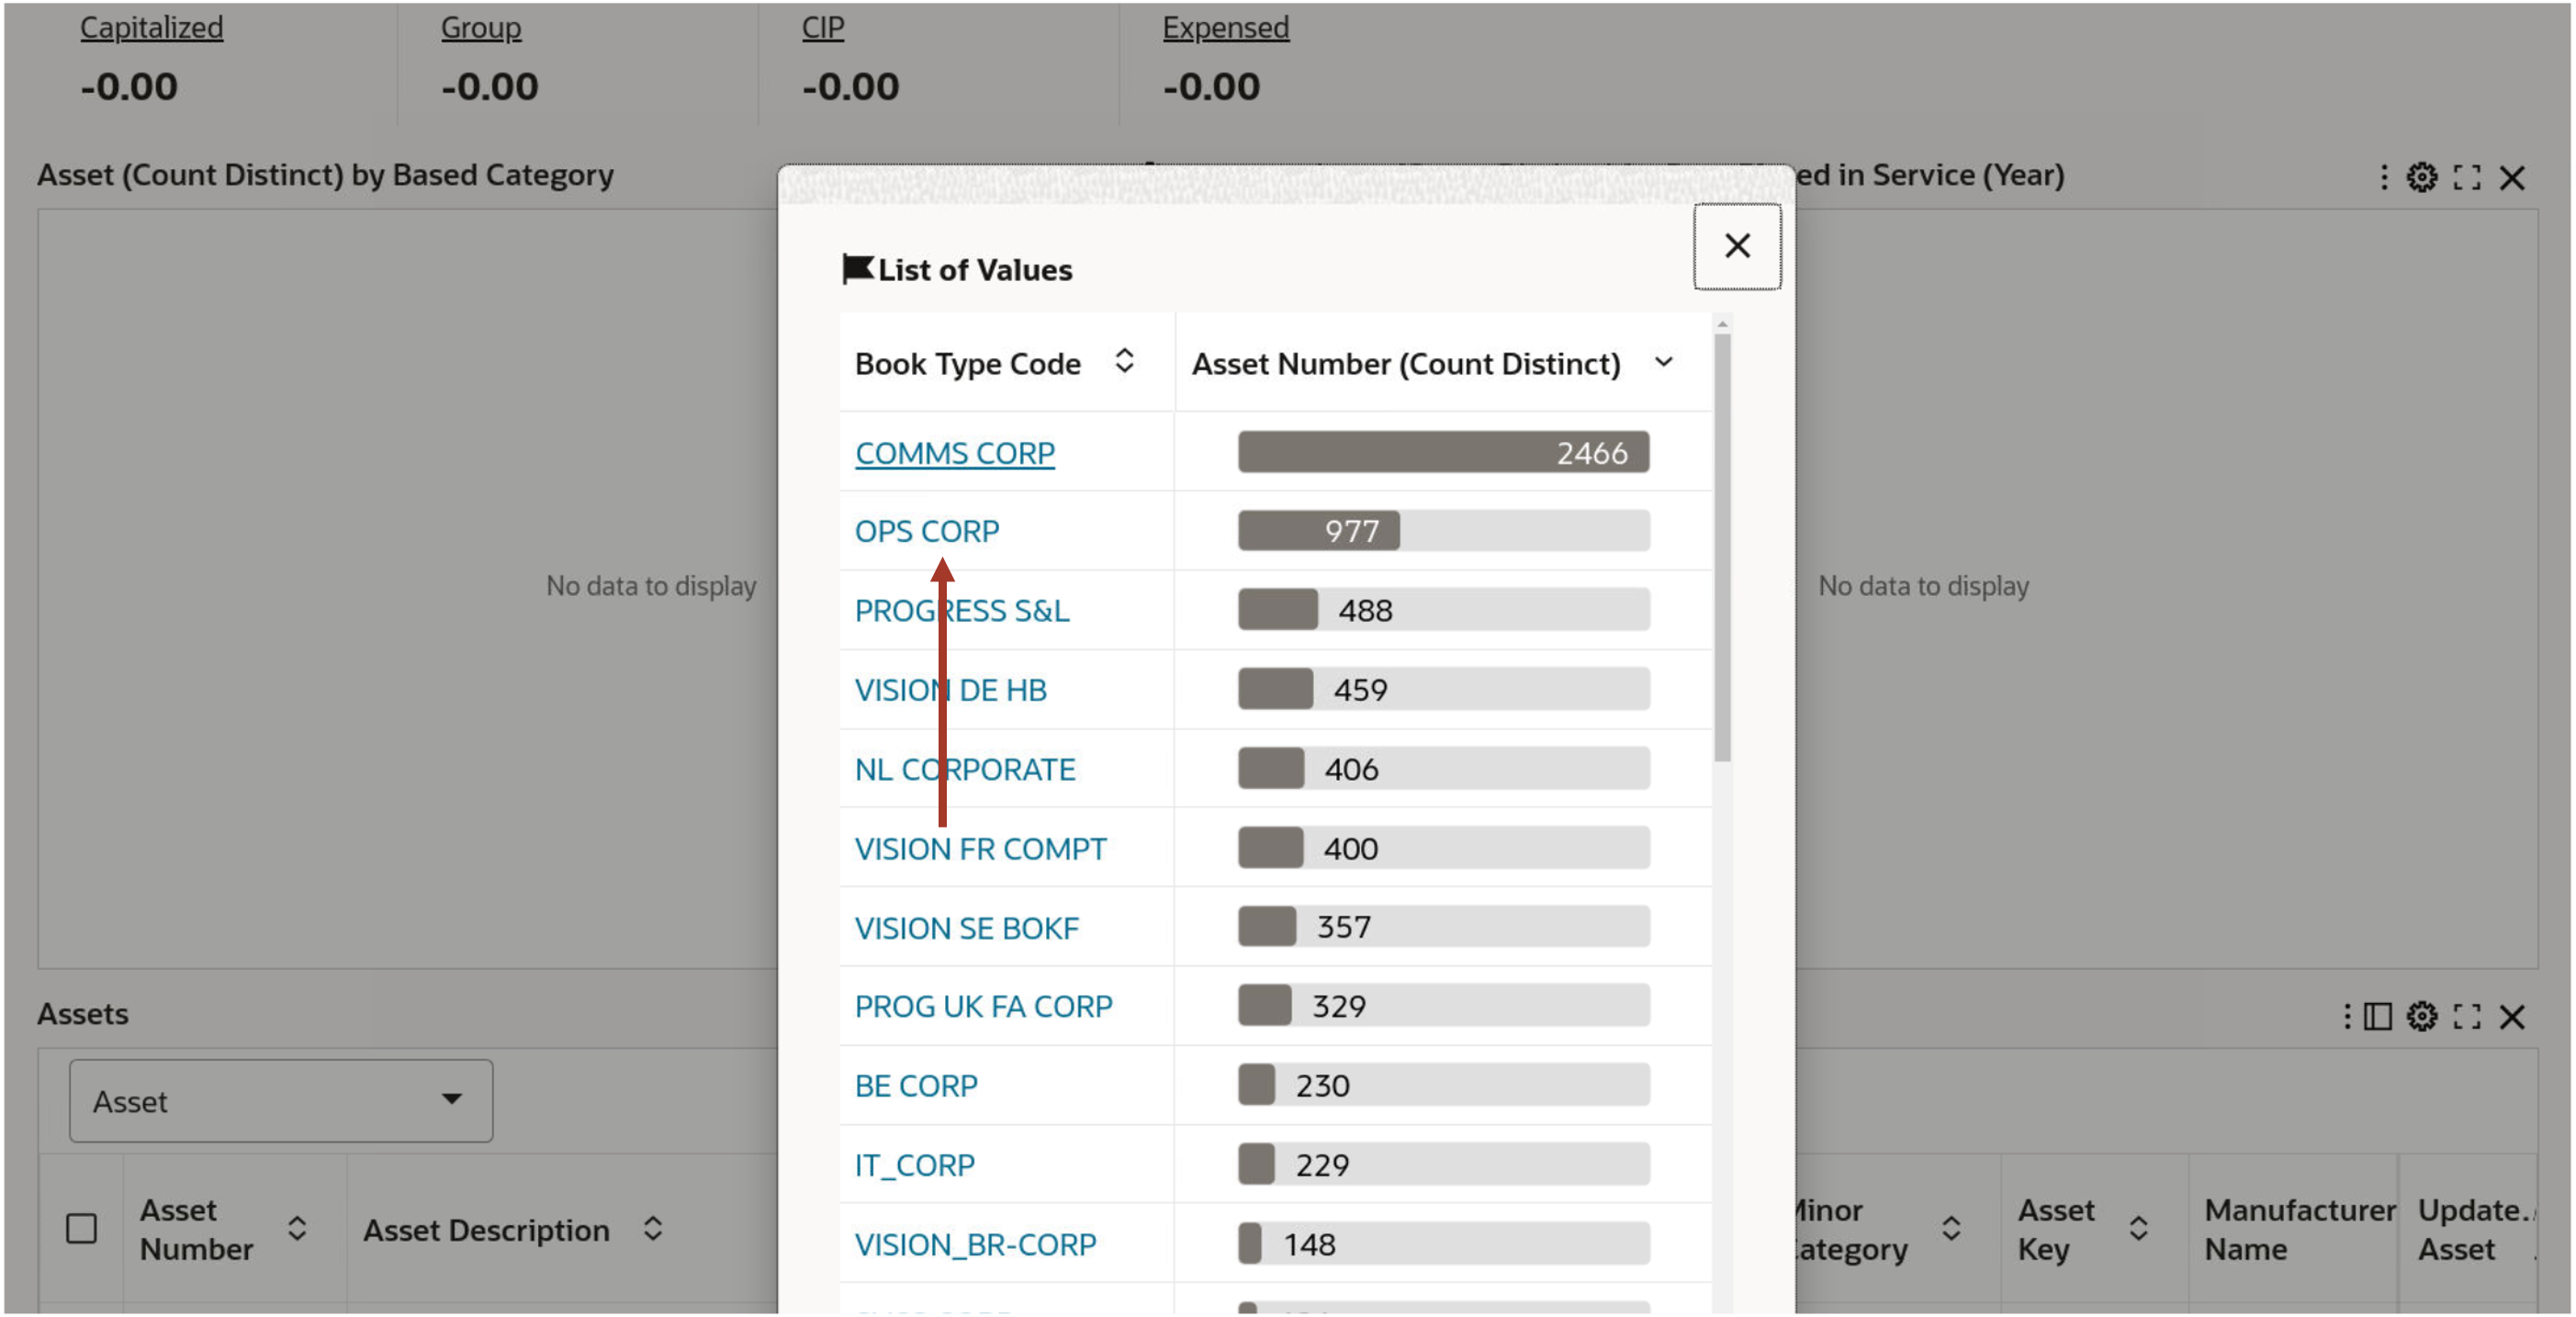 Capitalized Group CIP Expensed
-0.00 -0.00 -0.00 -0.00
Asset (Count Distinct) by Based Category
ed in Service (Year)
No data to display
No data to display
List of Values
Book Type Code Asset Number (Count Distinct)
COMMS CORP 2466
OPS CORP 977
PROGRESS S&L 488
VISION DE HB 459
NL CORPORATE 406
VISION FR COMPT 400
VISION SE BOKF 357
PROG UK FA CORP 329
BE CORP 230
IT_CORP 229
VISION_BR-CORP 148
Assets
Asset
Asset Number
Asset Description
Minor Category
Asset Key
Manufacturer Name
Update... Asset